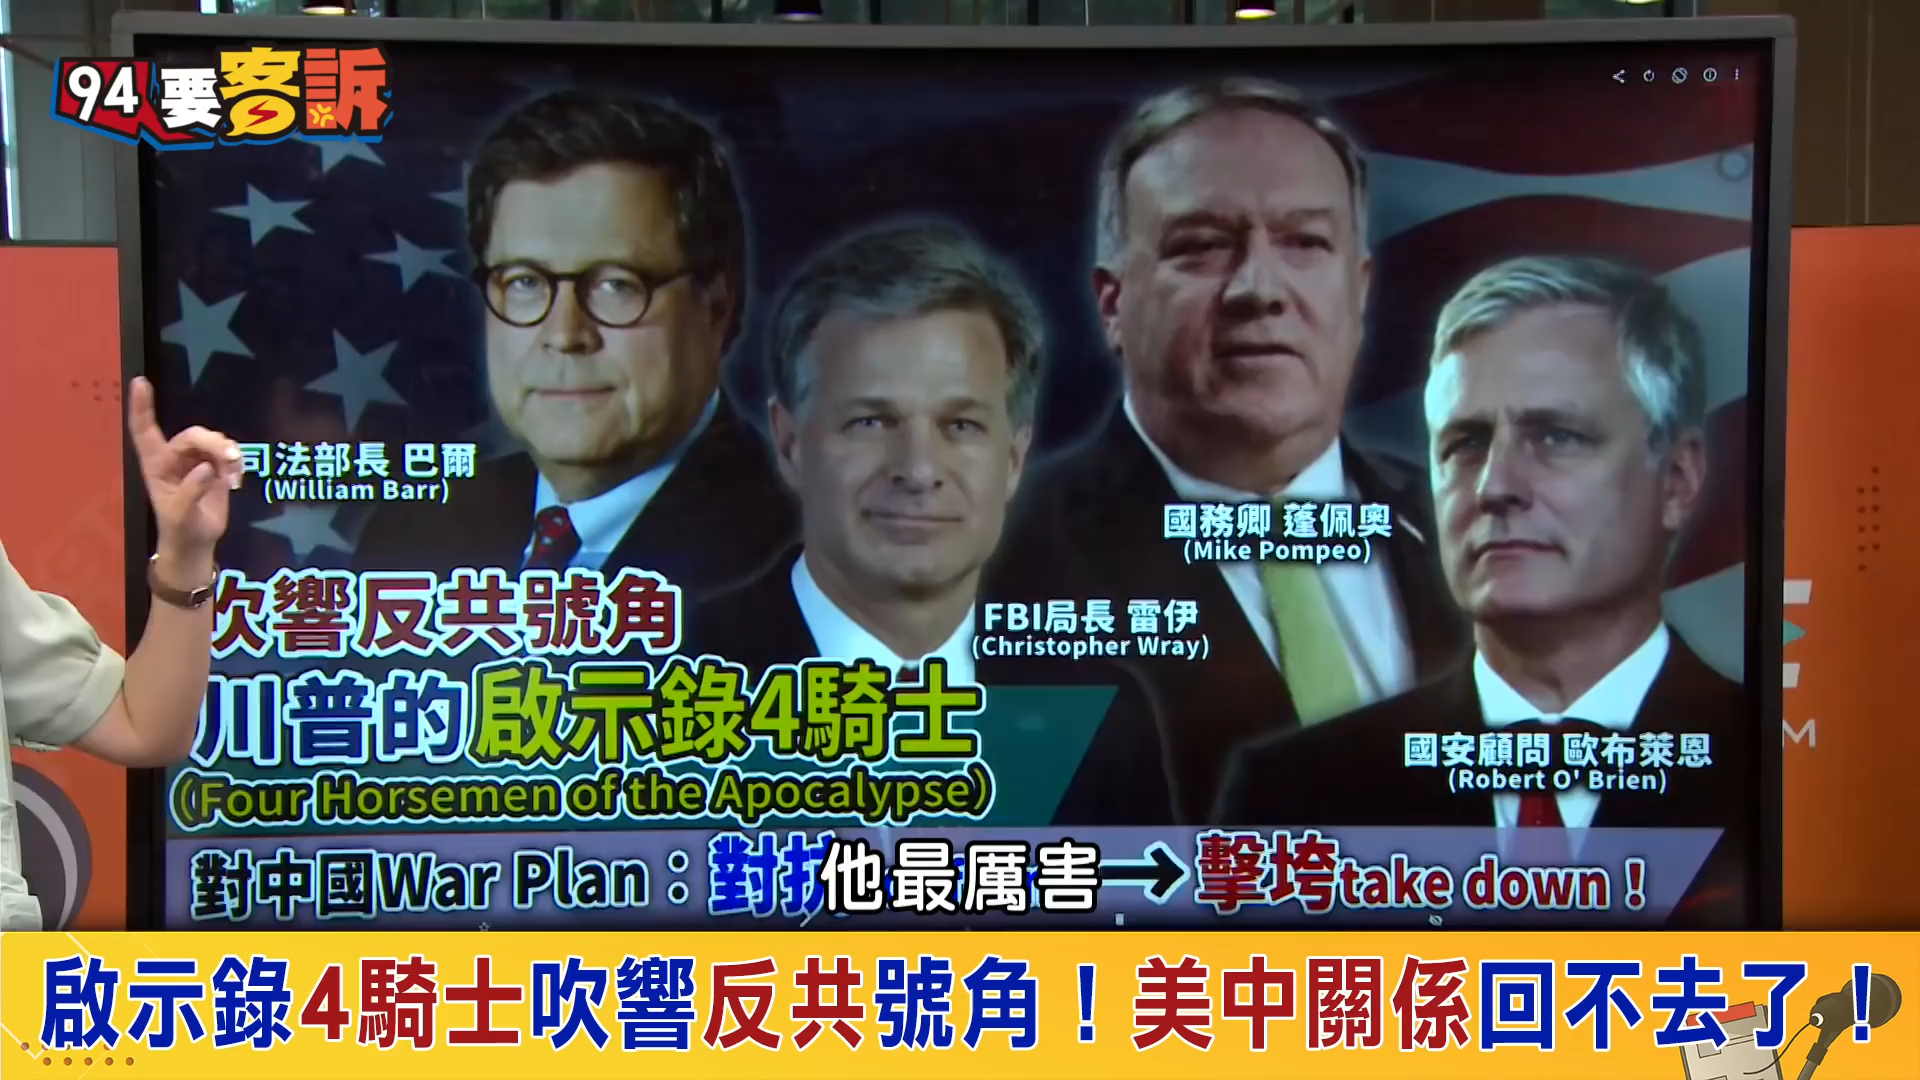 94要客訴
司法部長 巴爾
(William Barr)
國務卿 蓬佩奧
(Mike Pompeo)
FBI局長 雷伊
(Christopher Wray)
國安顧問 歐布萊恩
(Robert O' Brien)
吹響反共號角
川普的啟示錄4騎士
(Four Horsemen of the Apocalypse)
對中國War Plan：對抗
→擊垮take down！
他最厲害
啟示錄4騎士吹響反共號角！美中關係回不去了！